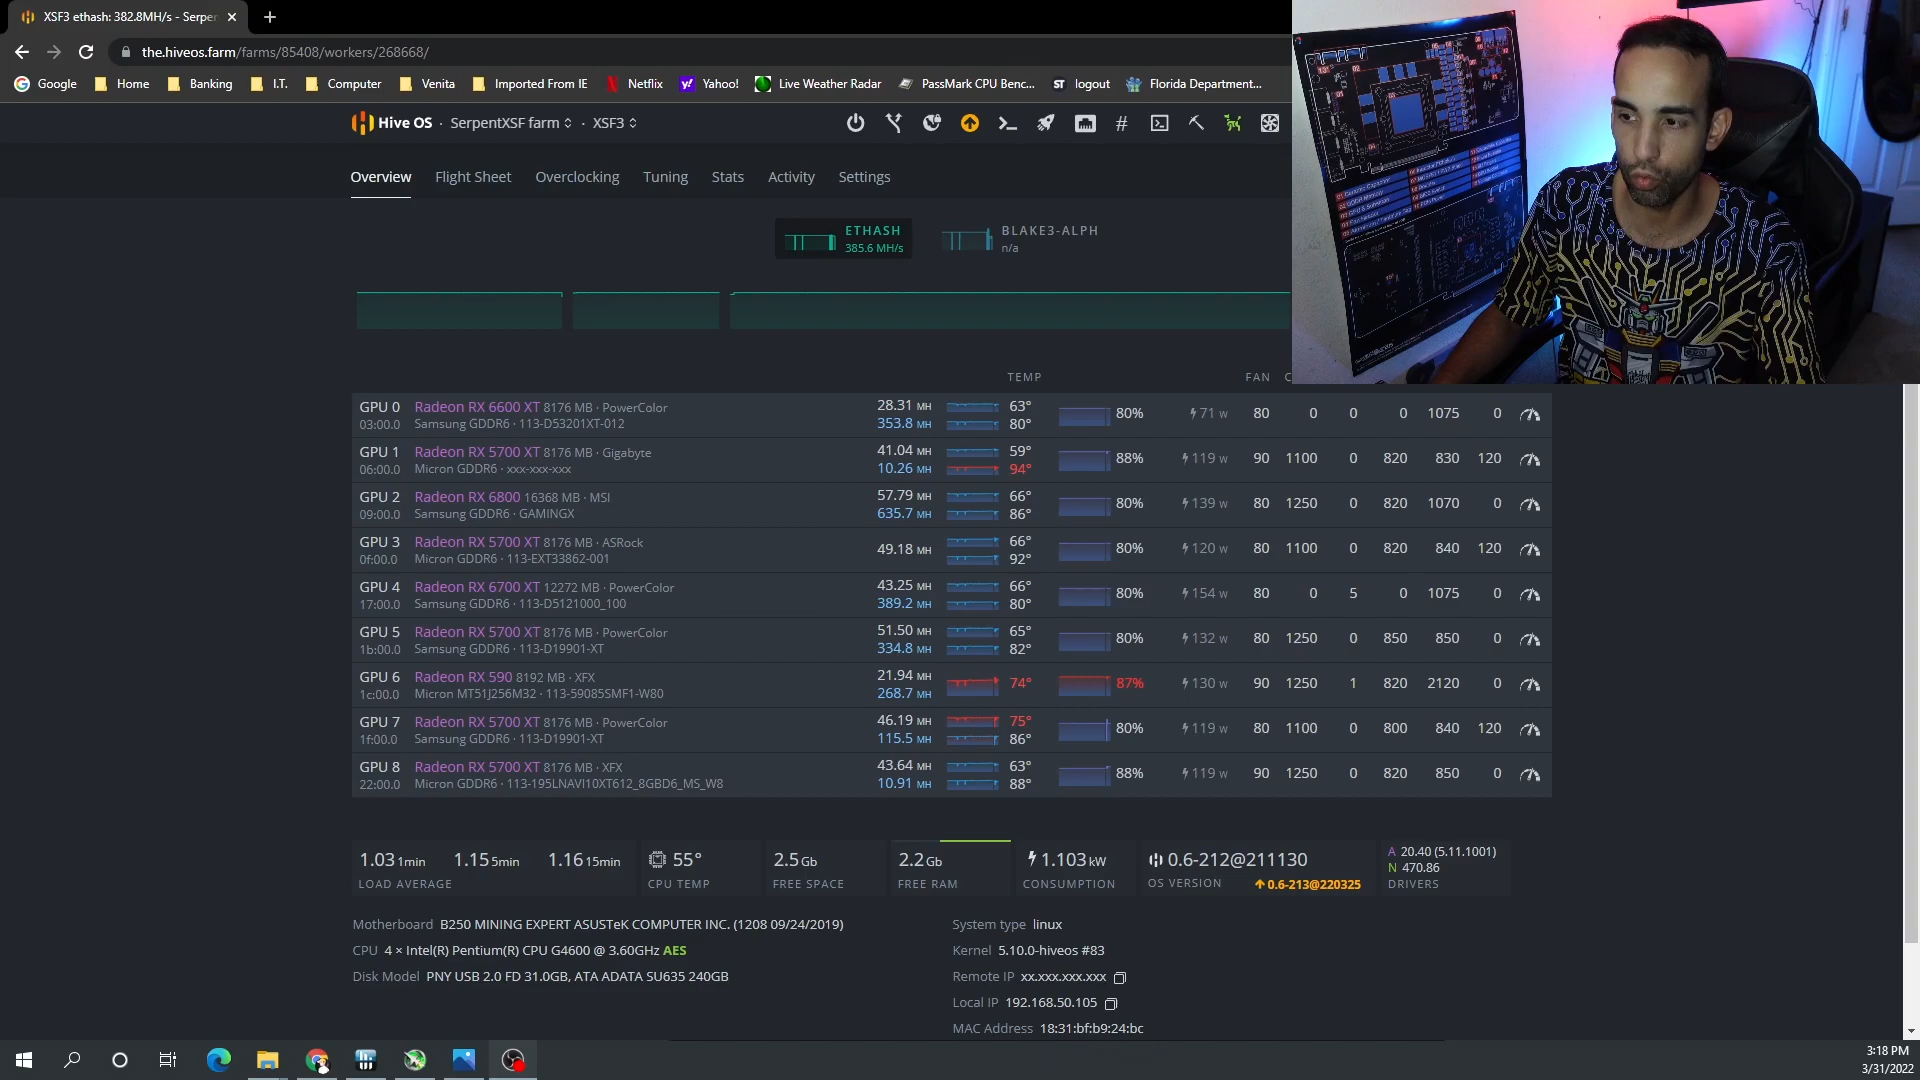 XSF3 ethash: 382.8MH/s - Serpen
the.hiveos.farm/farms/85408/workers/268668/
Google Home Banking I.T. Computer Venita Imported From IE Netflix Yahoo! Live Weather Radar PassMark CPU Benc... ST logout Florida Department...
Hive OS · SerpentXSF farm · XSF3
Overview Flight Sheet Overclocking Tuning Stats Activity Settings
ETHASH
385.6 MH/s
BLAKE3-ALPH
n/a
TEMP FAN C
GPU 0 Radeon RX 6600 XT 8176 MB · PowerColor 28.31 MH 63° 80% 71 W 80 0 0 0 1075 0
03:00.0 Samsung GDDR6 · 113-D53201XT-012 353.8 MH 80°
GPU 1 Radeon RX 5700 XT 8176 MB · Gigabyte 41.04 MH 59° 88% 119 W 90 1100 0 820 830 120
06:00.0 Micron GDDR6 · xxx-xxx-xxx 10.26 MH 94°
GPU 2 Radeon RX 6800 16368 MB · MSI 57.79 MH 66° 80% 139 W 80 1250 0 820 1070 0
09:00.0 Samsung GDDR6 · GAMINGX 635.7 MH 86°
GPU 3 Radeon RX 5700 XT 8176 MB · ASRock 49.18 MH 66° 80% 120 W 80 1100 0 820 840 120
0f:00.0 Micron GDDR6 · 113-EXT33862-001 92°
GPU 4 Radeon RX 6700 XT 12272 MB · PowerColor 43.25 MH 66° 80% 154 W 80 0 5 0 1075 0
17:00.0 Samsung GDDR6 · 113-D5121000_100 389.2 MH 80°
GPU 5 Radeon RX 5700 XT 8176 MB · PowerColor 51.50 MH 65° 80% 132 W 80 1250 0 850 850 0
1b:00.0 Samsung GDDR6 · 113-D19901-XT 334.8 MH 82°
GPU 6 Radeon RX 590 8192 MB · XFX 21.94 MH 74° 87% 130 W 90 1250 1 820 2120 0
1c:00.0 Micron MT51J256M32 · 113-59085SMF1-W80 268.7 MH
GPU 7 Radeon RX 5700 XT 8176 MB · PowerColor 46.19 MH 75° 80% 119 W 80 1100 0 800 840 120
1f:00.0 Samsung GDDR6 · 113-D19901-XT 115.5 MH 86°
GPU 8 Radeon RX 5700 XT 8176 MB · XFX 43.64 MH 63° 88% 119 W 90 1250 0 820 850 0
22:00.0 Micron GDDR6 · 113-195LNAVI10XT612_8GBD6_MS_W8 10.91 MH 88°
1.03 1min 1.15 5min 1.16 15min
LOAD AVERAGE
55°
CPU TEMP
2.5 Gb
FREE SPACE
2.2 Gb
FREE RAM
1.103 kW
CONSUMPTION
0.6-212@211130
OS VERSION 0.6-213@220325
A 20.40 (5.11.1001)
N 470.86
DRIVERS
Motherboard B250 MINING EXPERT ASUSTeK COMPUTER INC. (1208 09/24/2019)
CPU 4 × Intel(R) Pentium(R) CPU G4600 @ 3.60GHz AES
Disk Model PNY USB 2.0 FD 31.0GB, ATA ADATA SU635 240GB
System type linux
Kernel 5.10.0-hiveos #83
Remote IP xx.xxx.xxx.xxx
Local IP 192.168.50.105
MAC Address 18:31:bf:b9:24:bc
3:18 PM
3/31/2022